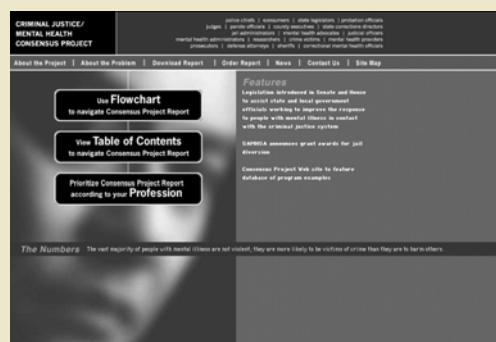 CRIMINAL JUSTICE/
MENTAL HEALTH
CONSENSUS PROJECT
police chiefs | consumers | state legislators | probation officials
judges | parole officials | county executives | state corrections directors
jail administrators | mental health advocates | judicial officers
mental health administrators | researchers | crime victims | mental health providers
prosecutors | defense attorneys | sheriffs | correctional mental health officials
About the Project | About the Problem | Download Report | Order Report | News | Contact Us | Site Map
Use Flowchart
to navigate Consensus Project Report
View Table of Contents
to navigate Consensus Project Report
Prioritize Consensus Project Report
according to your Profession
Features
Legislation introduced in Senate and House
to assist state and local government
officials working to improve the response
to people with mental illness in contact
with the criminal justice system
SAMHSA announces grant awards for jail
diversion
Consensus Project Web site to feature
database of program examples
The Numbers The vast majority of people with mental illness are not violent, they are more likely to be victims of crime than they are to harm others.